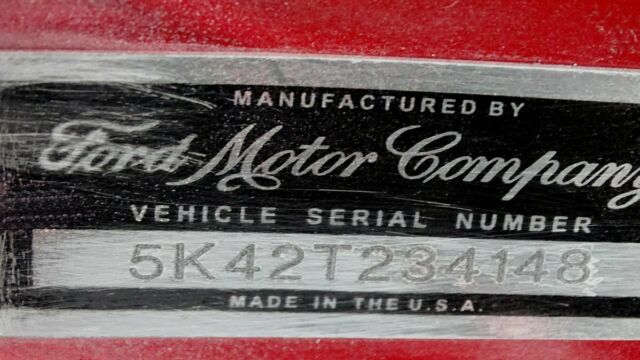 MANUFACTURED BY
Ford Motor Company
VEHICLE SERIAL NUMBER
5K42T234148
MADE IN THE U.S.A.